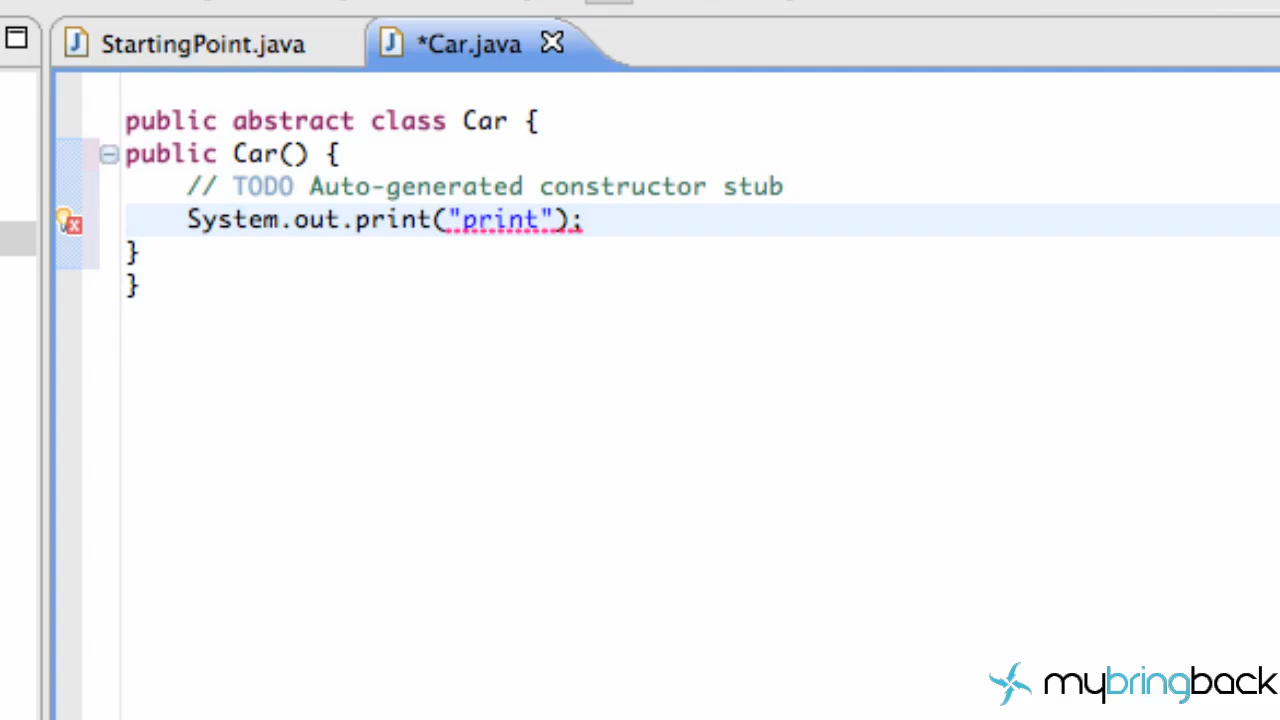 StartingPoint.java
*Car.java
public abstract class Car {
public Car() {
// TODO Auto-generated constructor stub
System.out.print("print");
}
}
mybringback